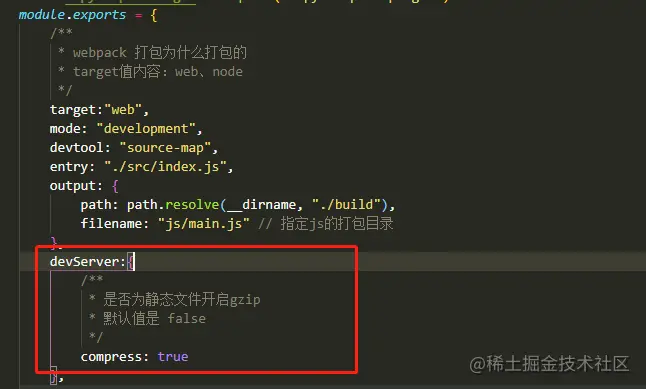 module.exports = {
/**
* webpack 打包为什么打包的
* target值内容：web、node
*/
target:"web",
mode: "development",
devtool: "source-map",
entry: "./src/index.js",
output: {
path: path.resolve(__dirname, "./build"),
filename: "js/main.js" // 指定js的打包目录
},
devServer:{
/**
* 是否为静态文件开启gzip
* 默认值是 false
*/
compress: true
},
@稀土掘金技术社区